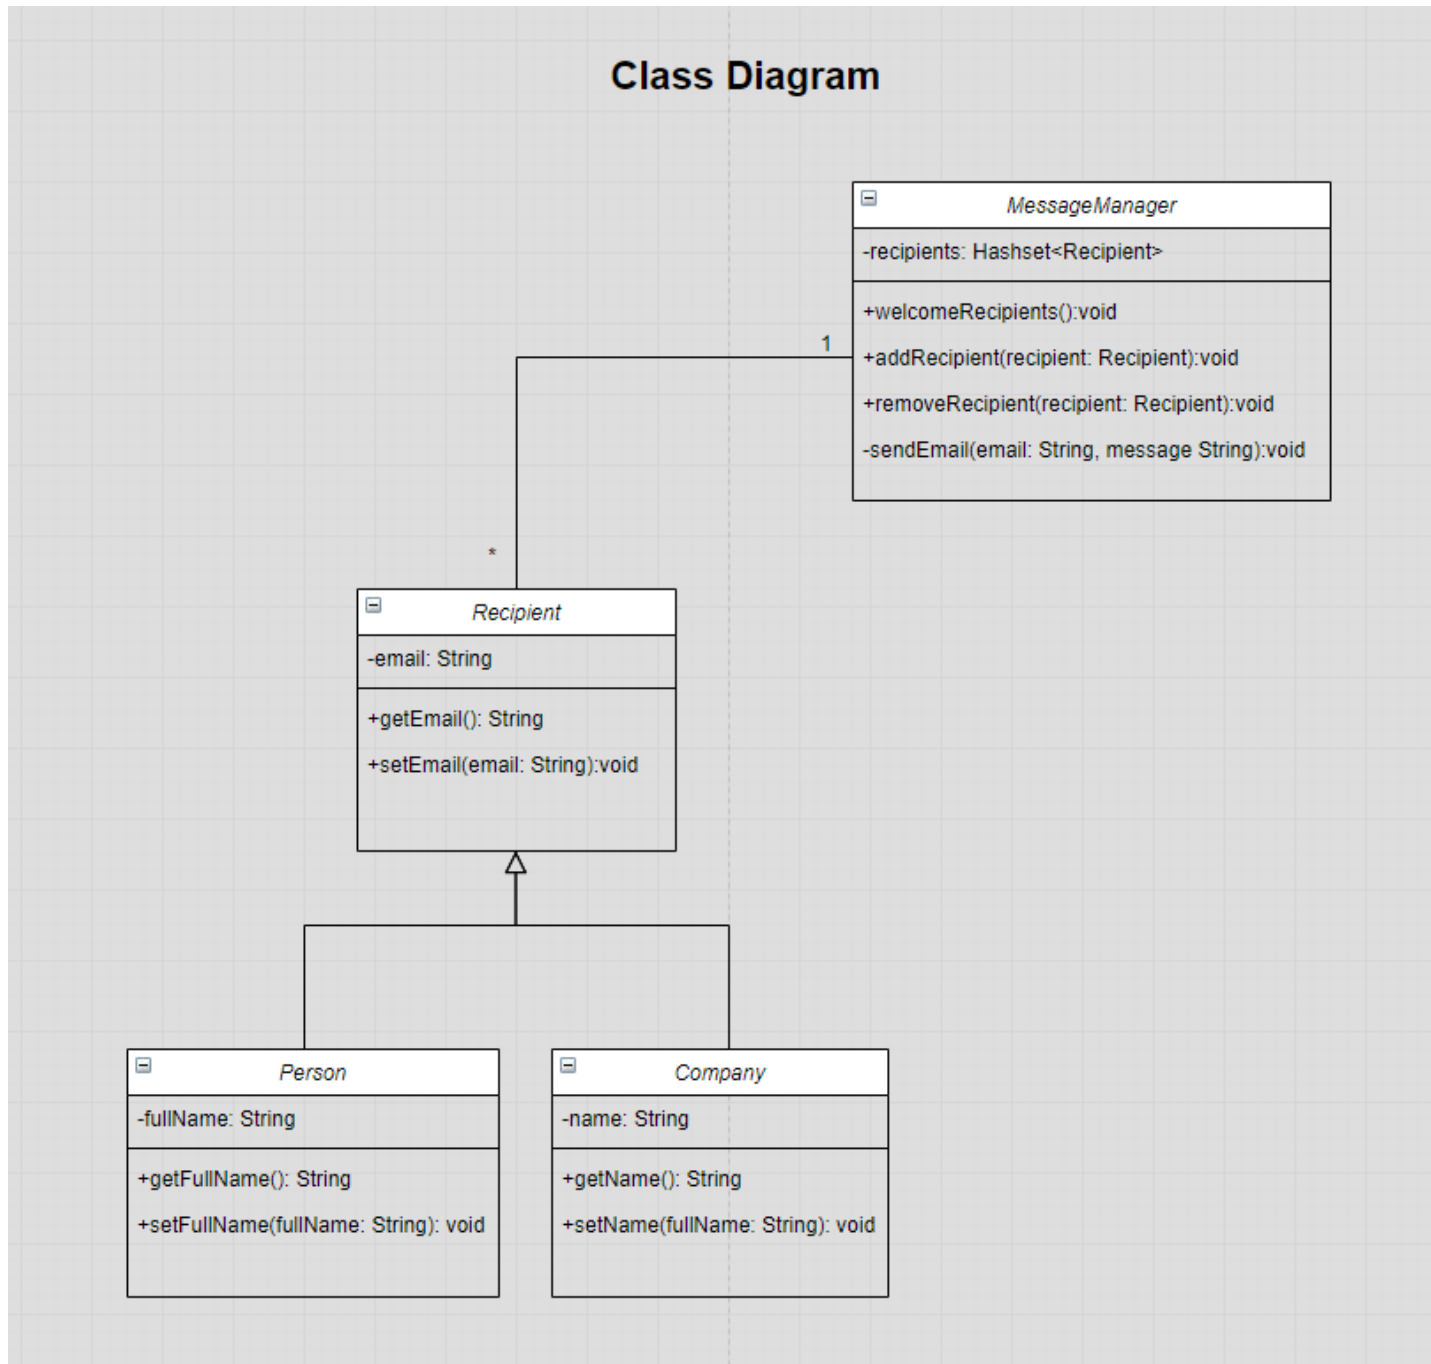 Class Diagram
MessageManager
-recipients: Hashset<Recipient>
+welcomeRecipients():void
+addRecipient(recipient: Recipient):void
+removeRecipient(recipient: Recipient):void
-sendEmail(email: String, message String):void
1
*
Recipient
-email: String
+getEmail(): String
+setEmail(email: String):void
Person
-fullName: String
+getFullName(): String
+setFullName(fullName: String): void
Company
-name: String
+getName(): String
+setName(fullName: String): void